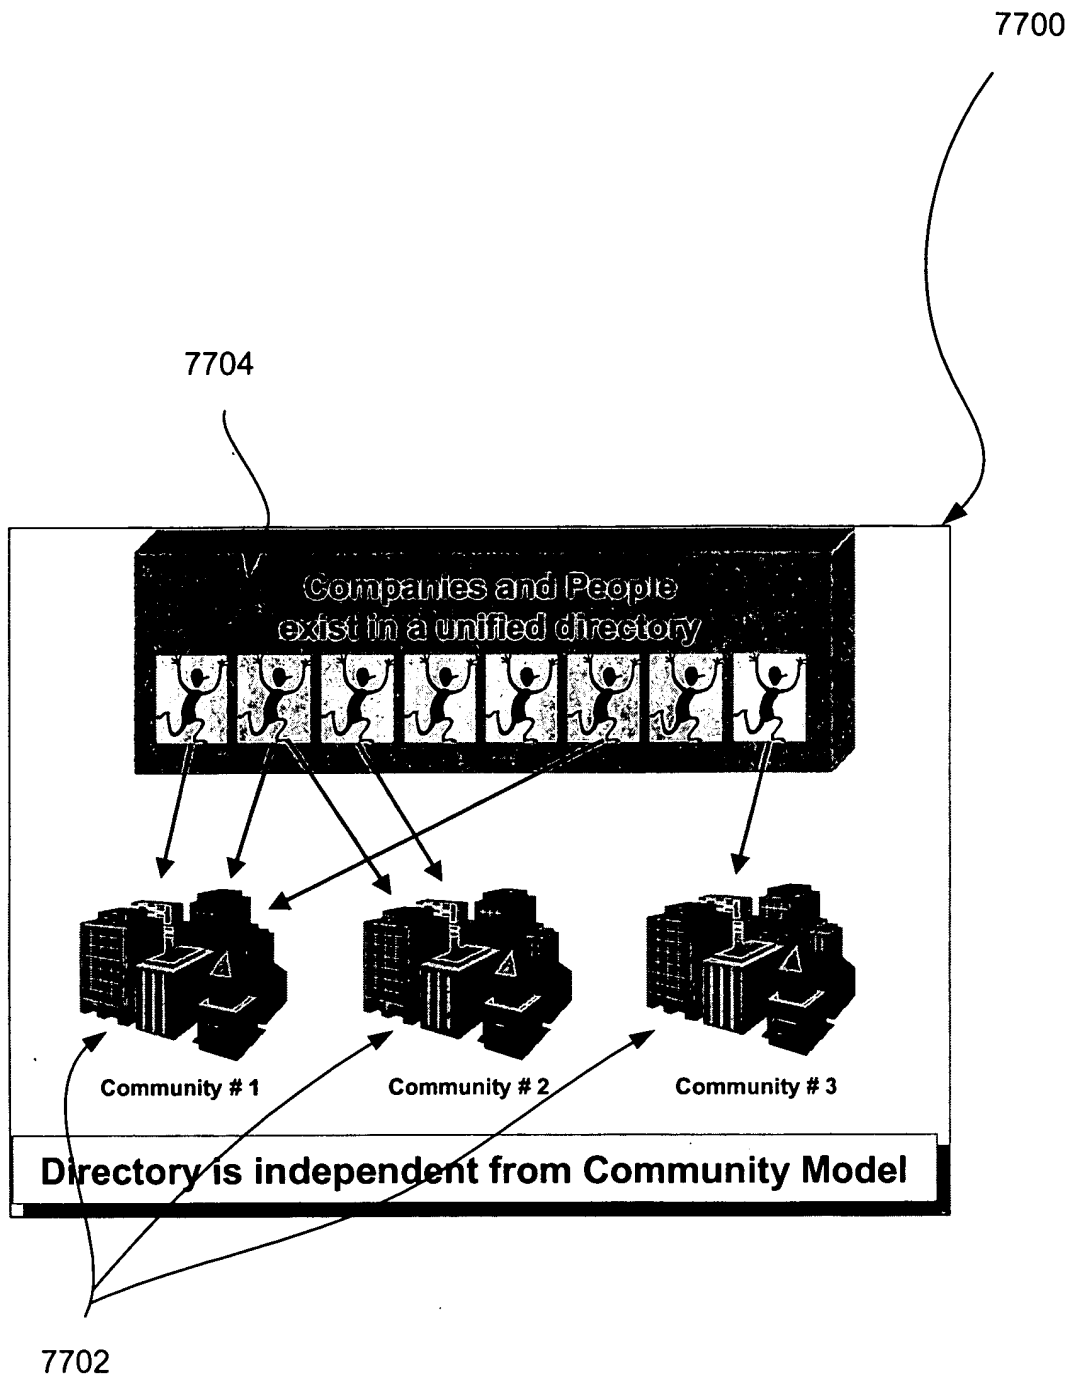 7700
7704
Companies and People
exist in a unified directory
Community # 1
Community # 2
Community # 3
Directory is independent from Community Model
7702